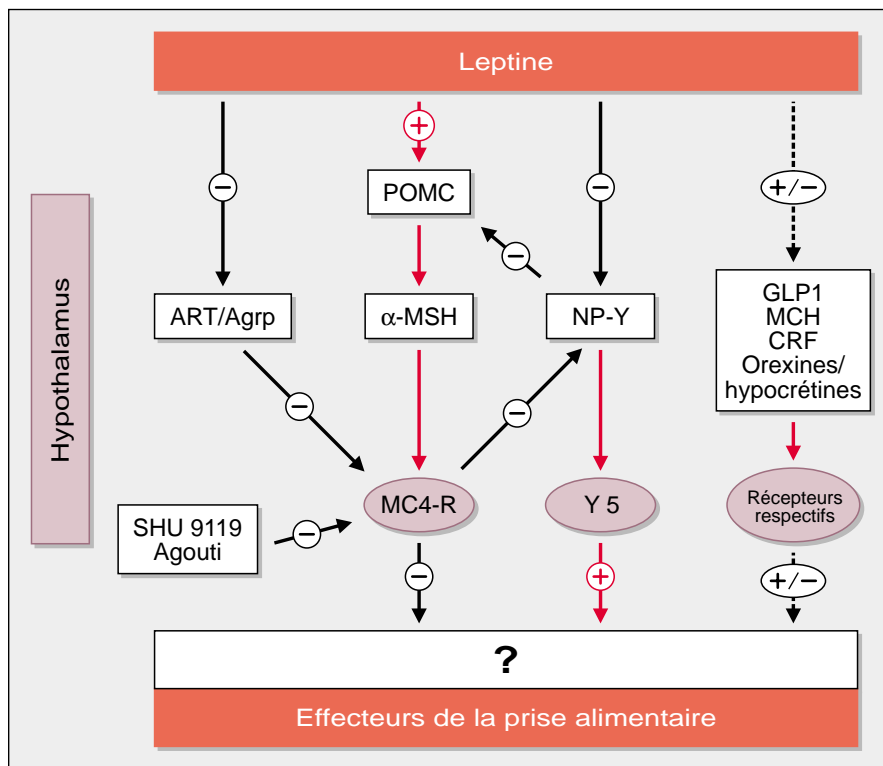 Leptine
+
−
−
+/−
POMC
−
Hypothalamus
ART/Agrp
α-MSH
NP-Y
GLP1
MCH
CRF
Orexines/
hypocrétines
−
−
SHU 9119
Agouti
−
MC4-R
Y 5
Récepteurs
respectifs
−
+
+/−
?
Effecteurs de la prise alimentaire